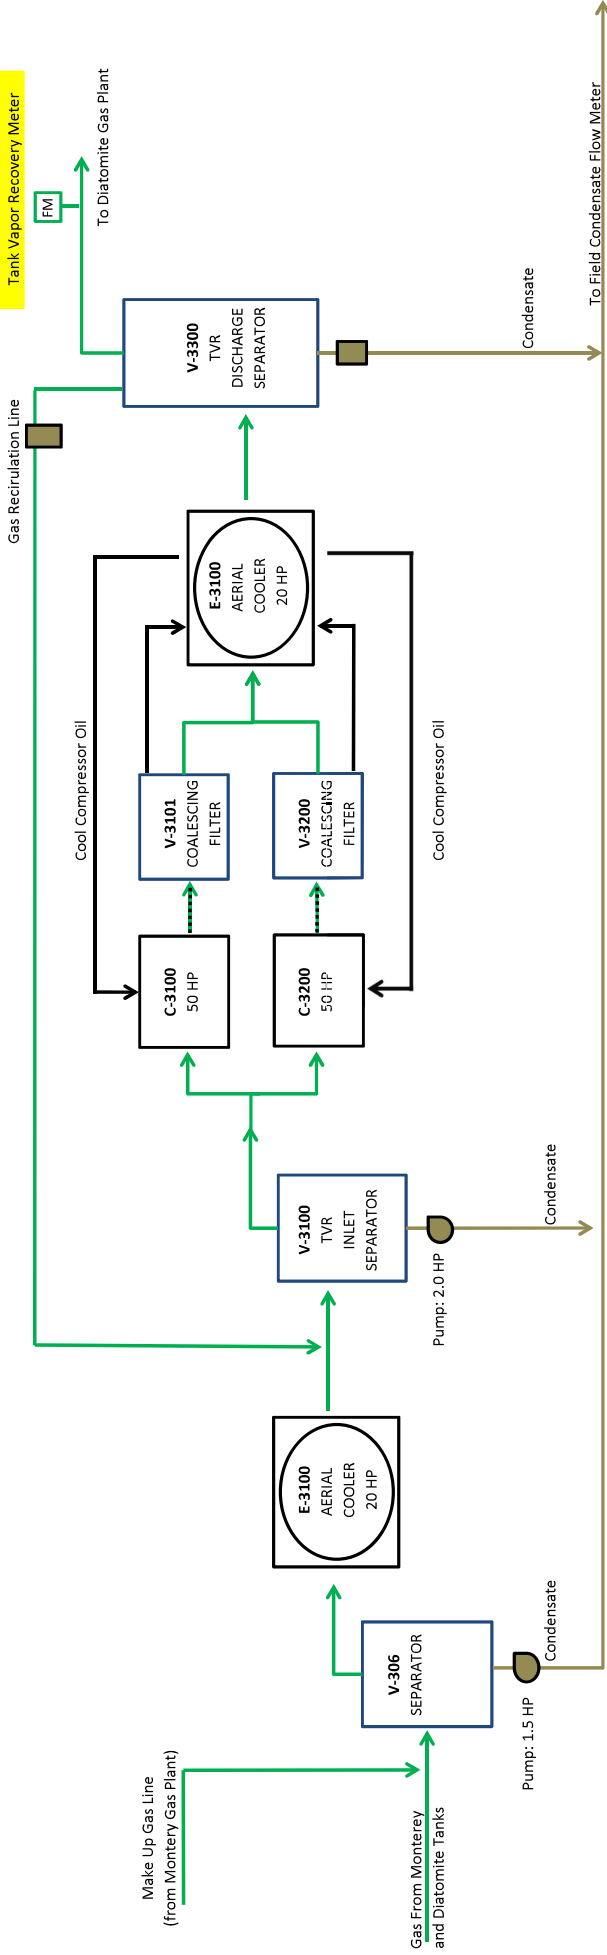 Make Up Gas Line
(from Montery Gas Plant)
Gas From Monterey
and Diatomite Tanks
V-306
SEPARATOR
Pump: 1.5 HP
Condensate
E-3100
AERIAL
COOLER
20 HP
V-3100
TVR
INLET
SEPARATOR
Pump: 2.0 HP
Condensate
C-3100
50 HP
C-3200
50 HP
Cool Compressor Oil
V-3101
COALESCING
FILTER
V-3200
COALESCING
FILTER
Cool Compressor Oil
E-3100
AERIAL
COOLER
20 HP
Gas Recirulation Line
V-3300
TVR
DISCHARGE
SEPARATOR
Condensate
Tank Vapor Recovery Meter
FM
To Diatomite Gas Plant
To Field Condensate Flow Meter